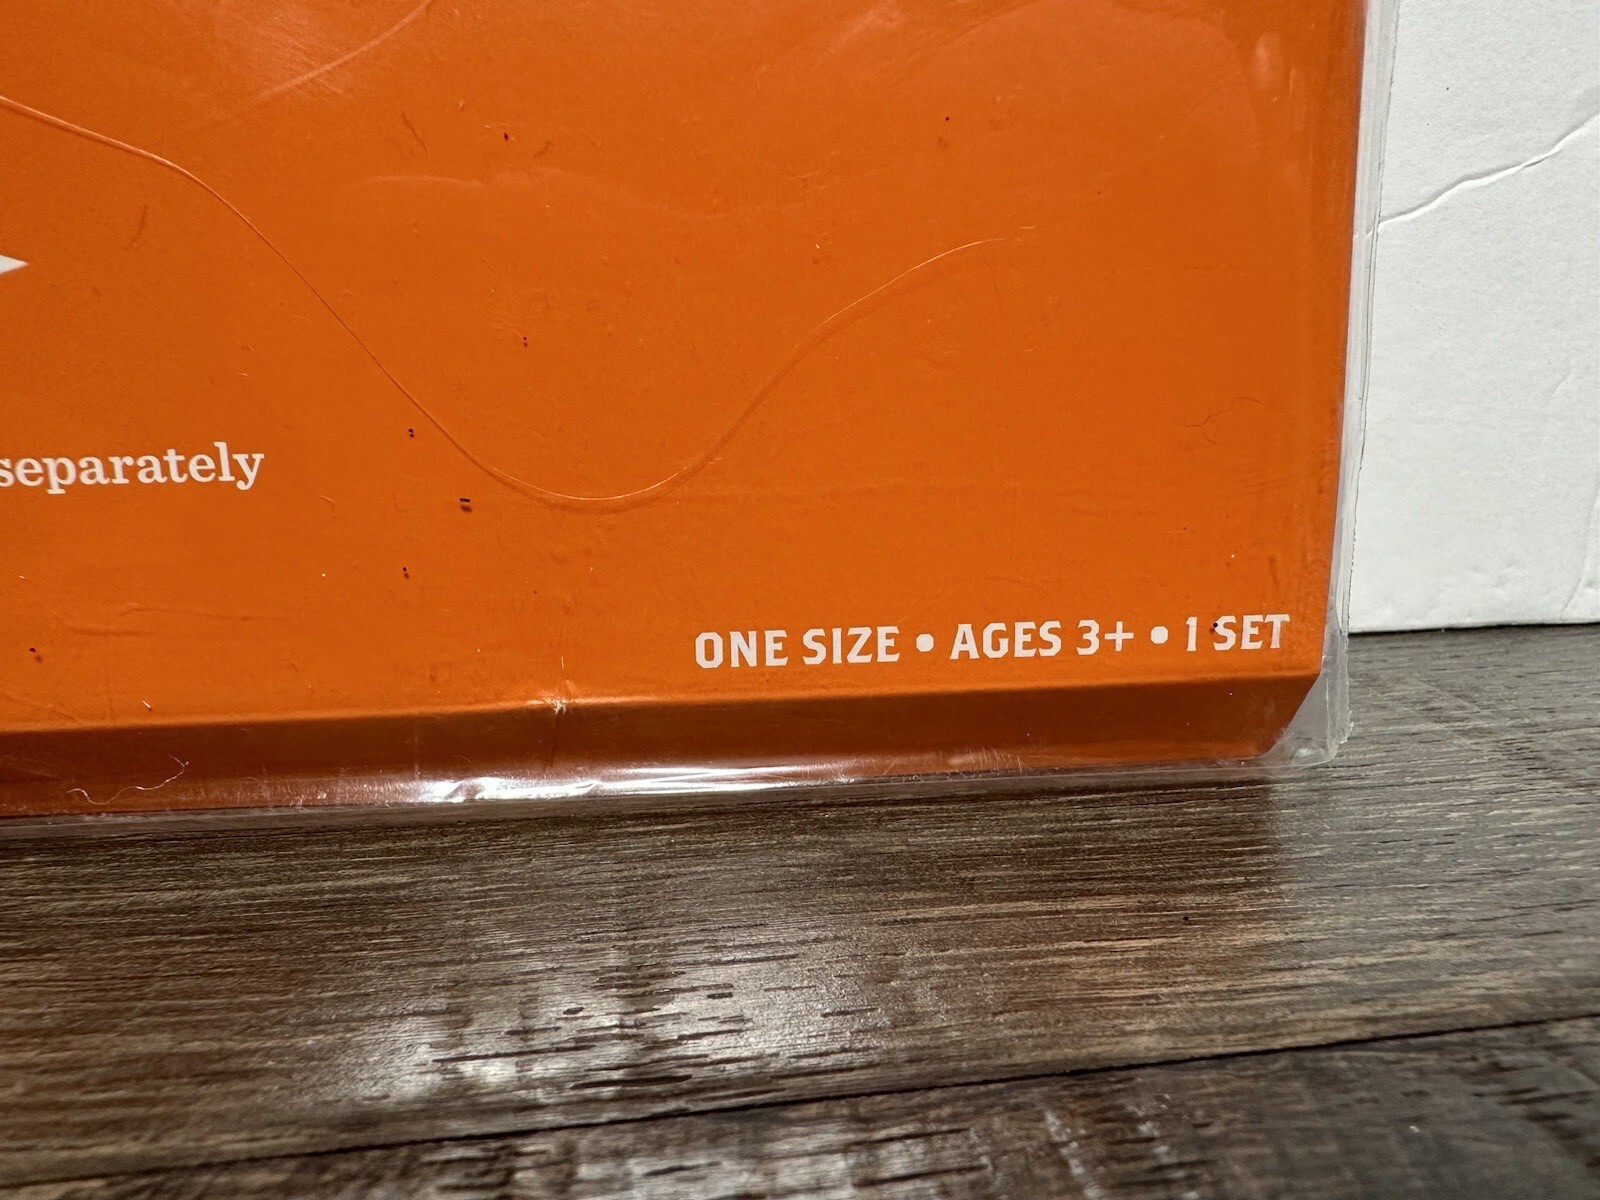 separately
ONE SIZE • AGES 3+ • 1 SET